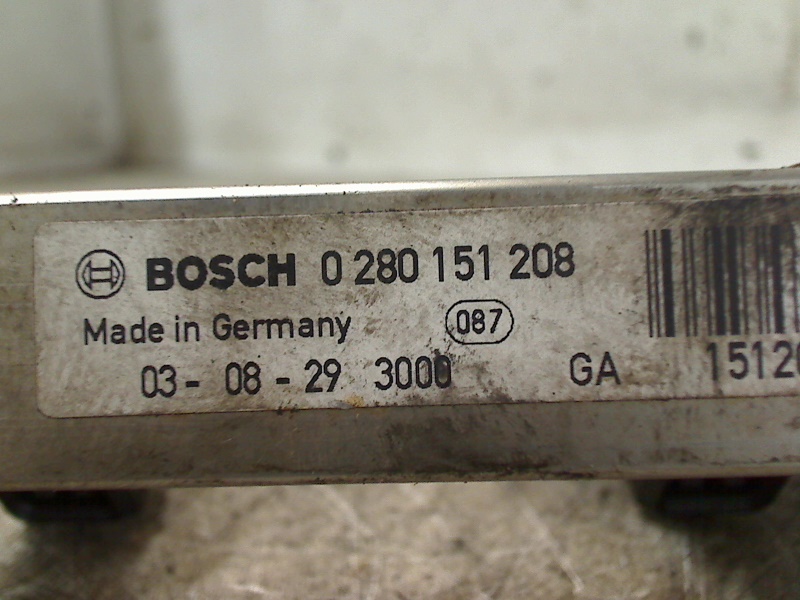 BOSCH 0 280 151 208
Made in Germany 087
03 - 08 - 29 3000 GA